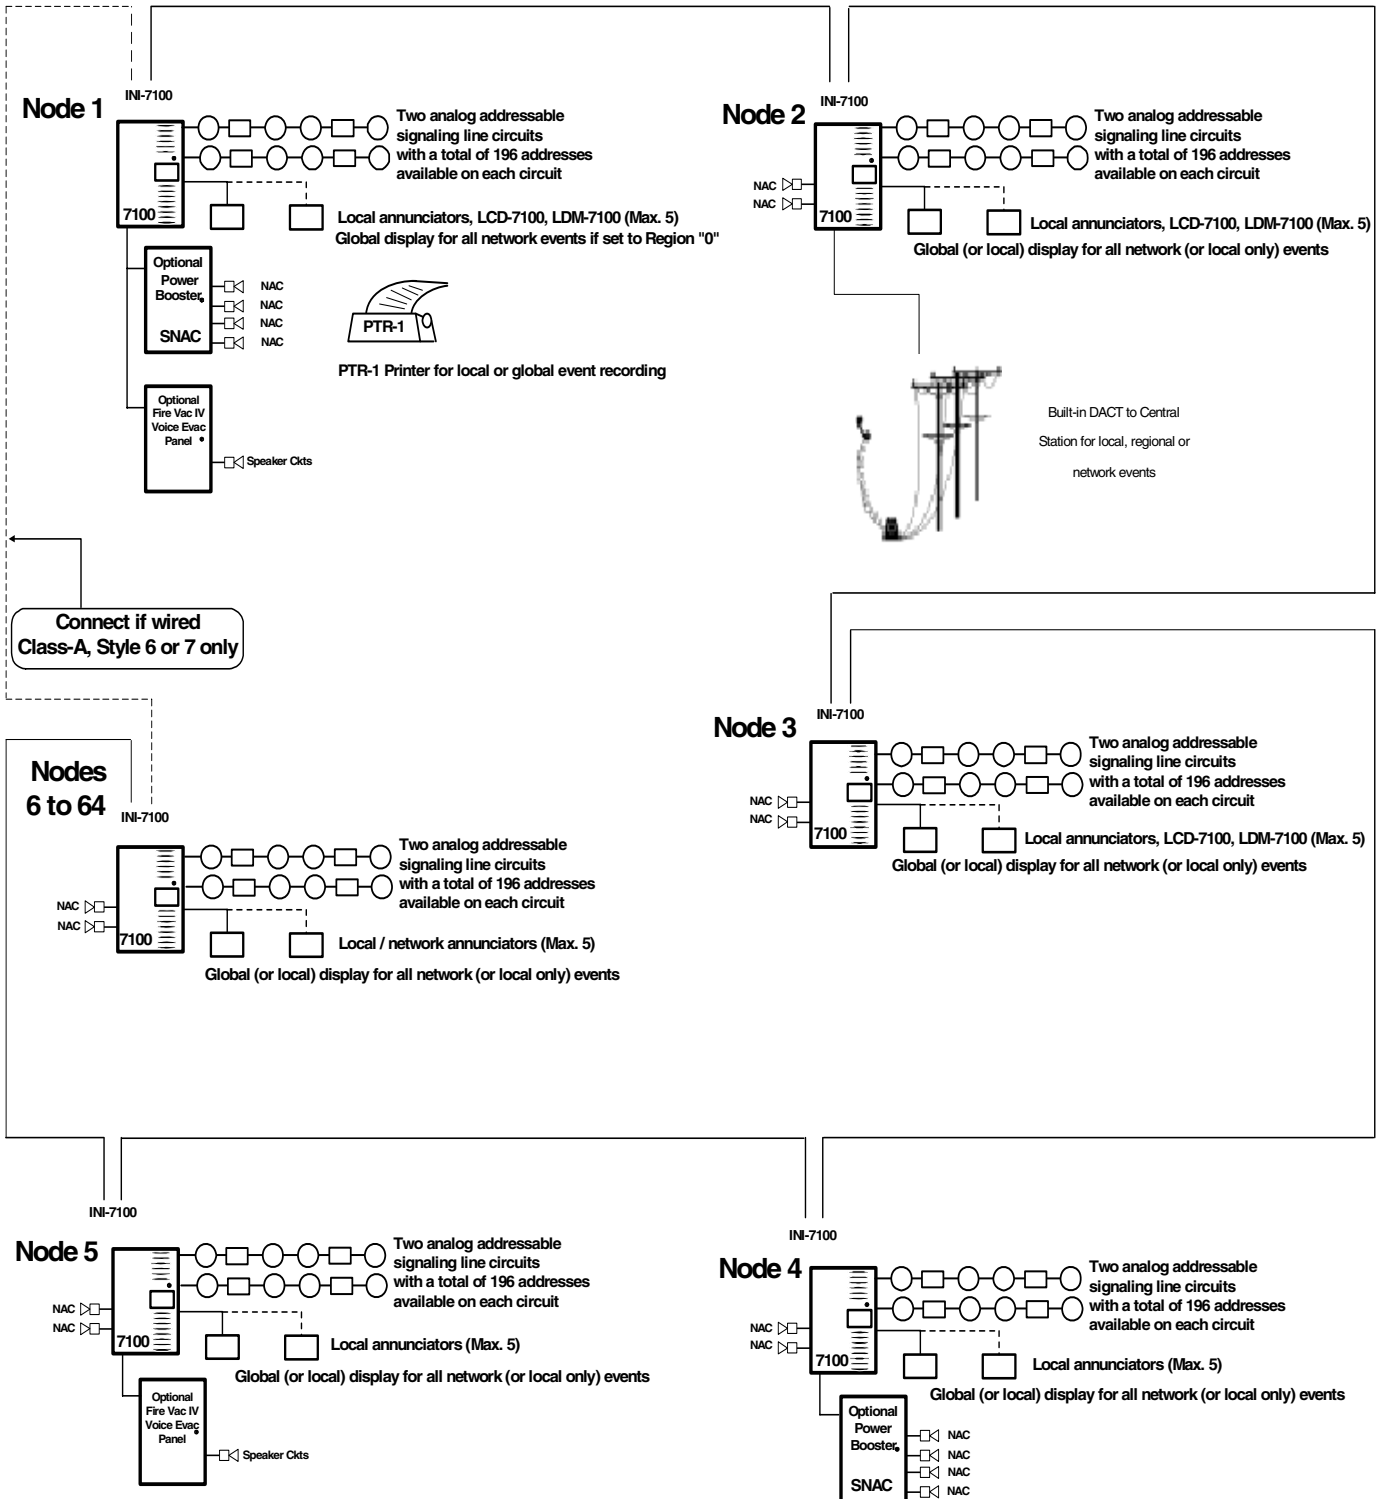 Node 1
INI-7100
Two analog addressable
signaling line circuits
with a total of 196 addresses
available on each circuit
7100
Local annunciators, LCD-7100, LDM-7100 (Max. 5)
Global display for all network events if set to Region "0"
Optional
Power
Booster
SNAC
NAC
NAC
NAC
NAC
PTR-1
PTR-1 Printer for local or global event recording
Optional
Fire Vac IV
Voice Evac
Panel
Speaker Ckts
Node 2
INI-7100
Two analog addressable
signaling line circuits
with a total of 196 addresses
available on each circuit
NAC
NAC
7100
Local annunciators, LCD-7100, LDM-7100 (Max. 5)
Global (or local) display for all network (or local only) events
Built-in DACT to Central
Station for local, regional or
network events
Connect if wired
Class-A, Style 6 or 7 only
Node 3
INI-7100
Two analog addressable
signaling line circuits
with a total of 196 addresses
available on each circuit
NAC
NAC
7100
Local annunciators, LCD-7100, LDM-7100 (Max. 5)
Global (or local) display for all network (or local only) events
Nodes
6 to 64
INI-7100
Two analog addressable
signaling line circuits
with a total of 196 addresses
available on each circuit
NAC
NAC
7100
Local / network annunciators (Max. 5)
Global (or local) display for all network (or local only) events
INI-7100
Node 5
Two analog addressable
signaling line circuits
with a total of 196 addresses
available on each circuit
NAC
NAC
7100
Local annunciators (Max. 5)
Global (or local) display for all network (or local only) events
Optional
Fire Vac IV
Voice Evac
Panel
Speaker Ckts
INI-7100
Node 4
Two analog addressable
signaling line circuits
with a total of 196 addresses
available on each circuit
NAC
NAC
7100
Local annunciators (Max. 5)
Global (or local) display for all network (or local only) events
Optional
Power
Booster
SNAC
NAC
NAC
NAC
NAC